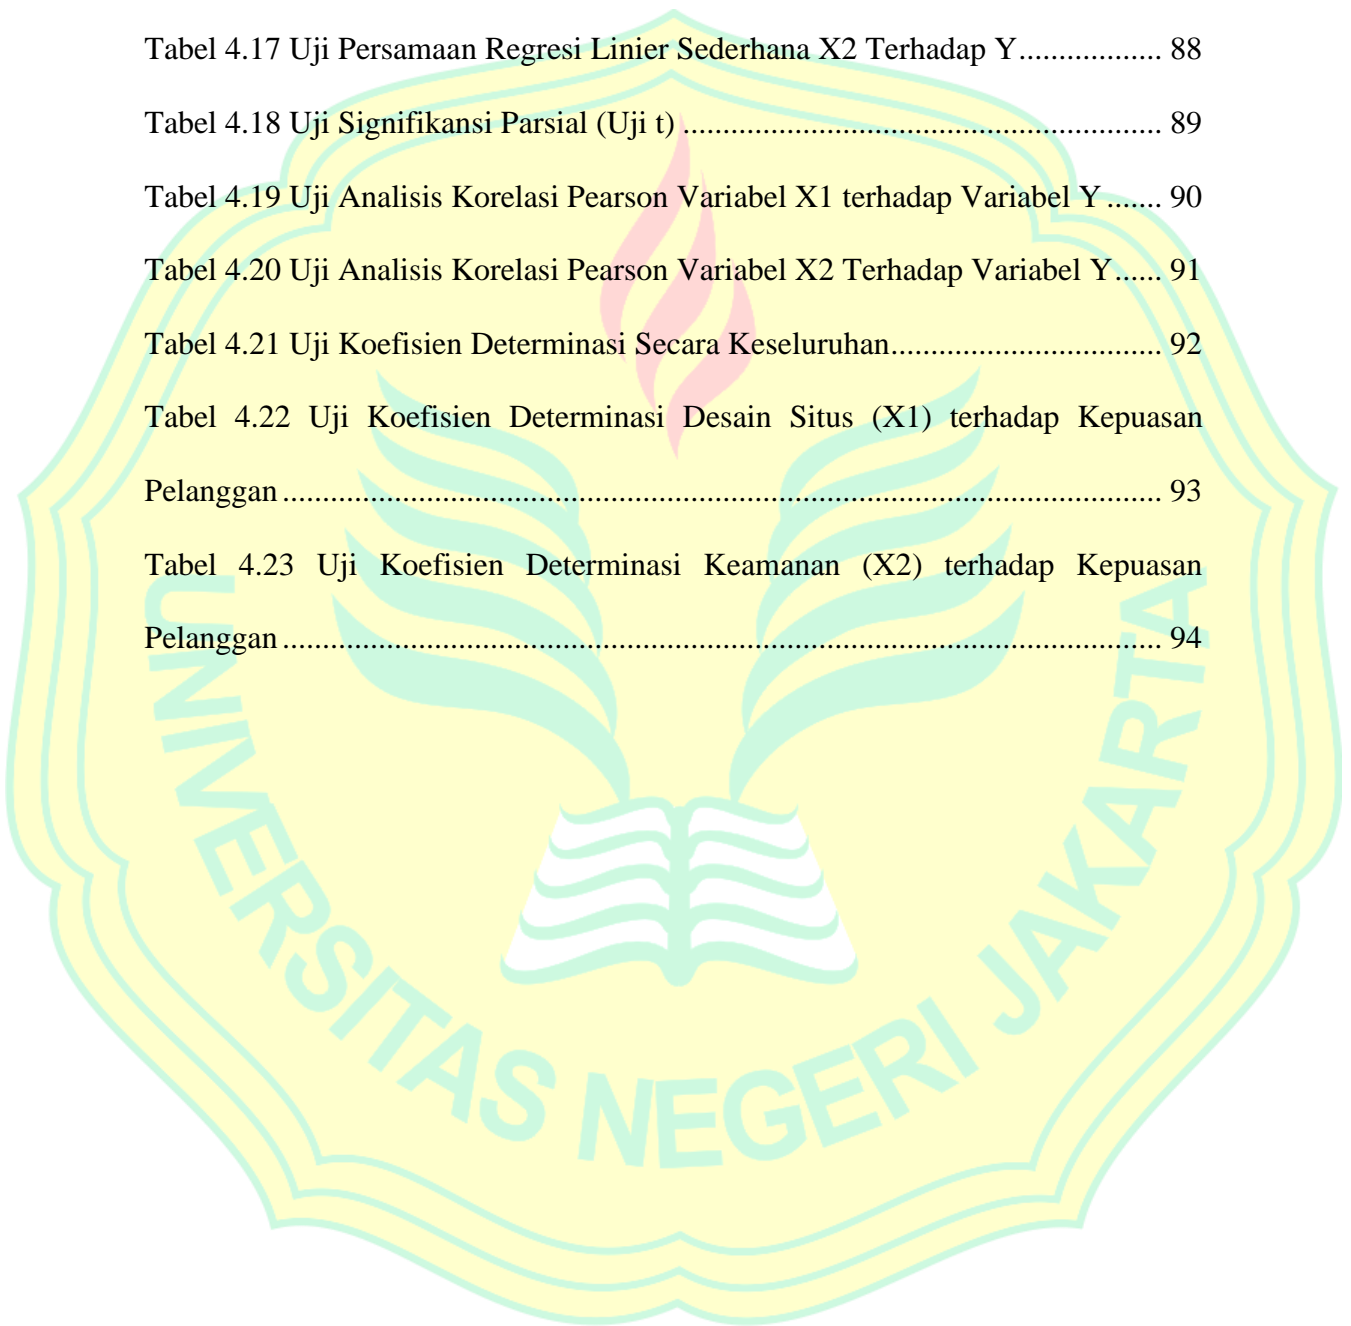 Tabel 4.17 Uji Persamaan Regresi Linier Sederhana X2 Terhadap Y................. 88
Tabel 4.18 Uji Signifikansi Parsial (Uji t) .......................................................... 89
Tabel 4.19 Uji Analisis Korelasi Pearson Variabel X1 terhadap Variabel Y ....... 90
Tabel 4.20 Uji Analisis Korelasi Pearson Variabel X2 Terhadap Variabel Y...... 91
Tabel 4.21 Uji Koefisien Determinasi Secara Keseluruhan................................. 92
Tabel 4.22 Uji Koefisien Determinasi Desain Situs (X1) terhadap Kepuasan
Pelanggan ........................................................................................................... 93
Tabel 4.23 Uji Koefisien Determinasi Keamanan (X2) terhadap Kepuasan
Pelanggan ........................................................................................................... 94
UNIVERSITAS NEGERI JAKARTA